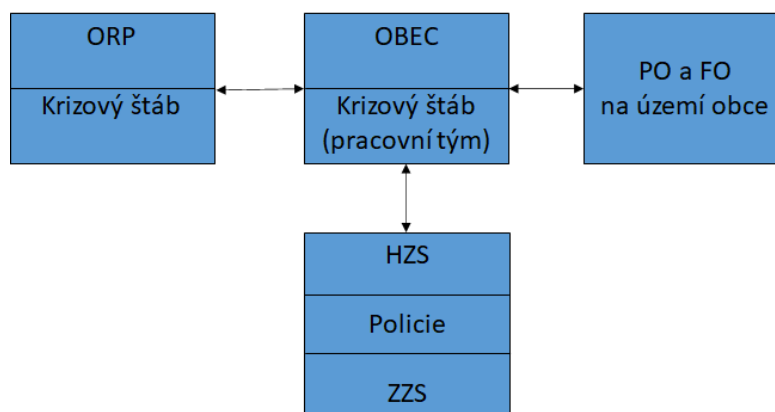 ORP
Krizový štáb
OBEC
Krizový štáb
(pracovní tým)
PO a FO
na území obce
HZS
Policie
ZZS